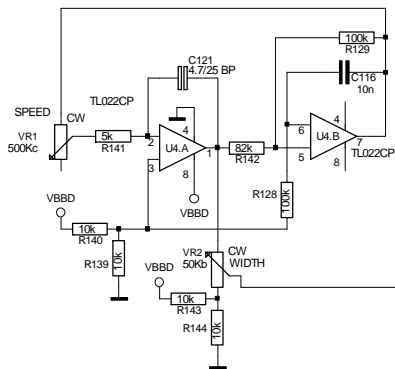 100k
R129
C121
4.7/25 BP
C116
10n
SPEED
CW
TL022CP
VR1
500Kc
5k
R141
2
3
4
8
1
U4.A
82k
R142
6
5
4
8
7
U4.B
TL022CP
VBBD
R128
100k
VBBD
10k
R140
R139
10k
VR2
50Kb
CW
WIDTH
VBBD
10k
R143
R144
10k